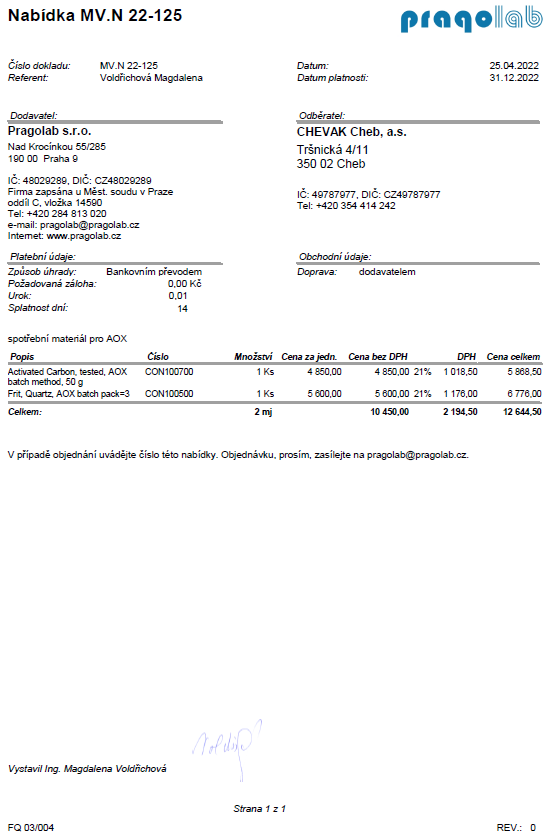 Nabídka MV.N 22-125
pragolab
Číslo dokladu: MV.N 22-125
Referent: Voldřichová Magdalena
Datum: 25.04.2022
Datum platnosti: 31.12.2022
Dodavatel:
Pragolab s.r.o.
Nad Krocínkou 55/285
190 00 Praha 9
IČ: 48029289, DIČ: CZ48029289
Firma zapsána u Měst. soudu v Praze
oddíl C, vložka 14590
Tel: +420 284 813 020
e-mail: pragolab@pragolab.cz
Internet: www.pragolab.cz
Odběratel:
CHEVAK Cheb, a.s.
Tršnická 4/11
350 02 Cheb
IČ: 49787977, DIČ: CZ49787977
Tel: +420 354 414 242
Platební údaje:
Způsob úhrady: Bankovním převodem
Požadovaná záloha: 0,00 Kč
Urok: 0,01
Splatnost dní: 14
Obchodní údaje:
Doprava: dodavatelem
spotřební materiál pro AOX
Popis Číslo Množství Cena za jedn. Cena bez DPH DPH Cena celkem
Activated Carbon, tested, AOX CON100700 1 Ks 4 850,00 4 850,00 21% 1 018,50 5 868,50
batch method, 50 g
Frit, Quartz, AOX batch pack=3 CON100500 1 Ks 5 600,00 5 600,00 21% 1 176,00 6 776,00
Celkem: 2 mj 10 450,00 2 194,50 12 644,50
V případě objednání uvádějte číslo této nabídky. Objednávku, prosím, zasílejte na pragolab@pragolab.cz.
Vystavil Ing. Magdalena Voldřichová
Strana 1 z 1
FQ 03/004 REV.: 0